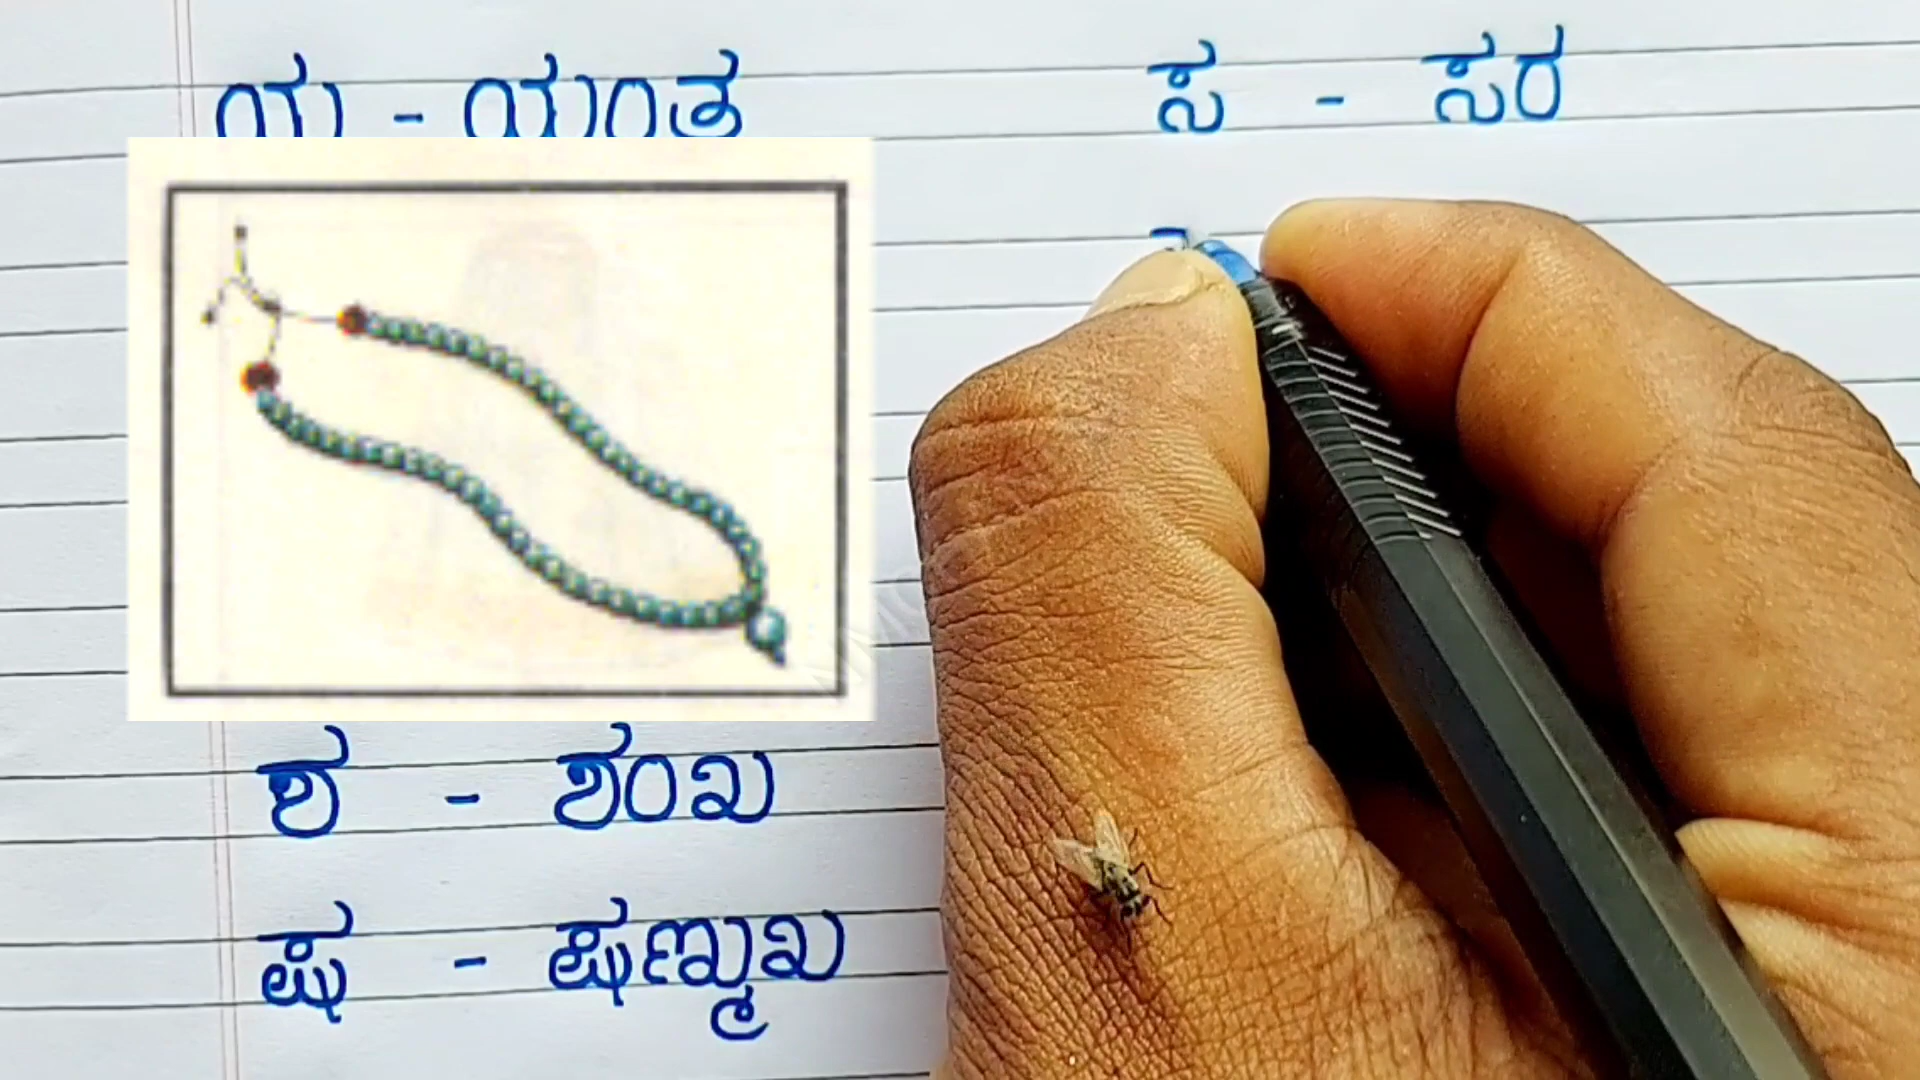 ಯ - ಯಂತ್ರ
ಸ - ಸರ
ಶ - ಶಂಖ
ಷ - ಷಣ್ಮುಖ